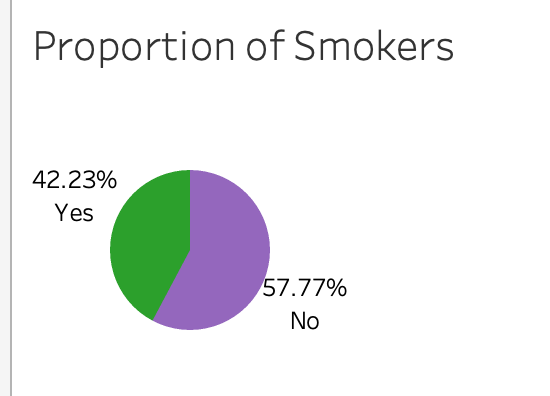 Proportion of Smokers
42.23%
Yes
57.77%
No